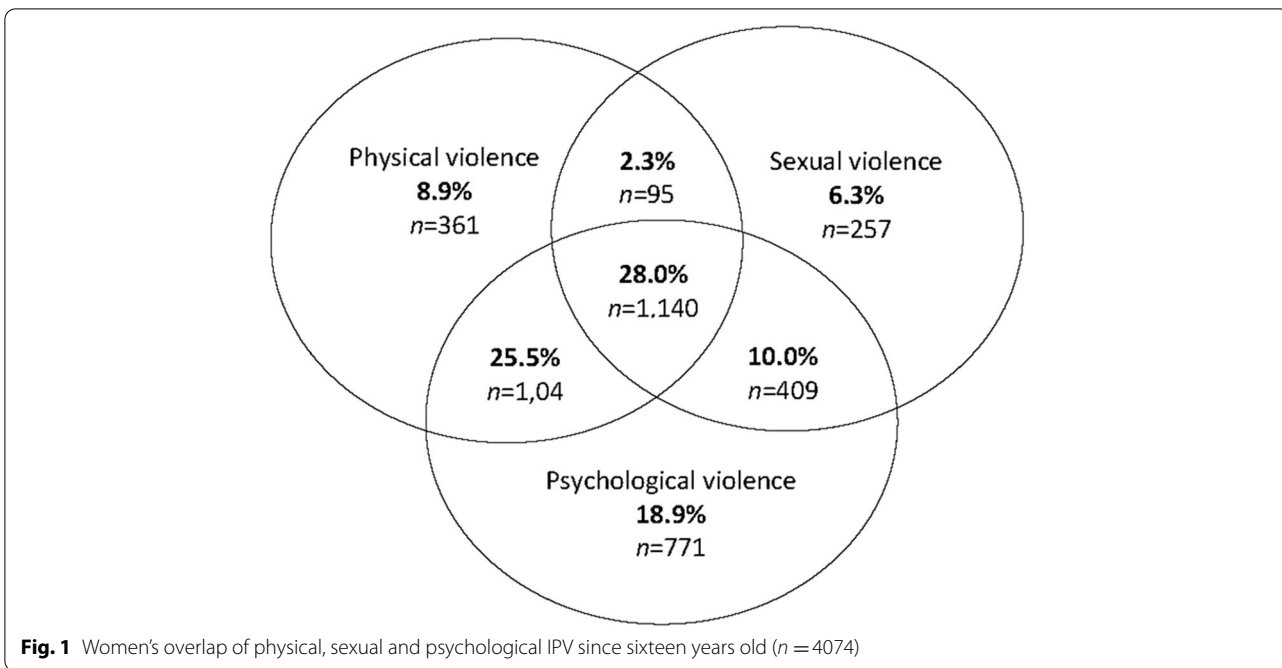 Physical violence
8.9%
n=361
2.3%
n=95
Sexual violence
6.3%
n=257
28.0%
n=1,140
25.5%
n=1,04
10.0%
n=409
Psychological violence
18.9%
n=771
Fig. 1 Women's overlap of physical, sexual and psychological IPV since sixteen years old (n = 4074)